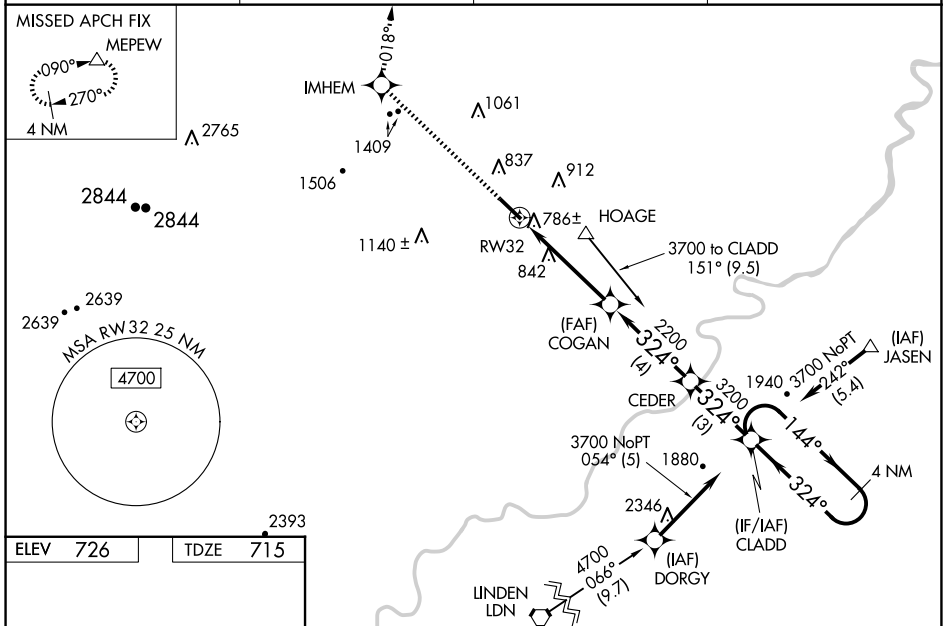 MISSED APCH FIX
MEPEW
090°
270°
4 NM
018°
IMHEM
2765
1061
1409
837
1506
912
2844
2844
786±
HOAGE
1140 ±
RW32
842
3700 to CLADD
151° (9.5)
2639
2639
MSA RW 32 25 NM
4700
(FAF)
COGAN
2200
324°
(4)
CEDER
3200
324°
(3)
1940
3700 NoPT
242°
(5.4)
(IAF)
JASEN
144°
4 NM
324°
3700 NoPT
054° (5)
1880
2346
(IF/IAF)
CLADD
(IAF)
DORGY
2393
ELEV 726
TDZE 715
4700
066°
(9.7)
LINDEN
LDN